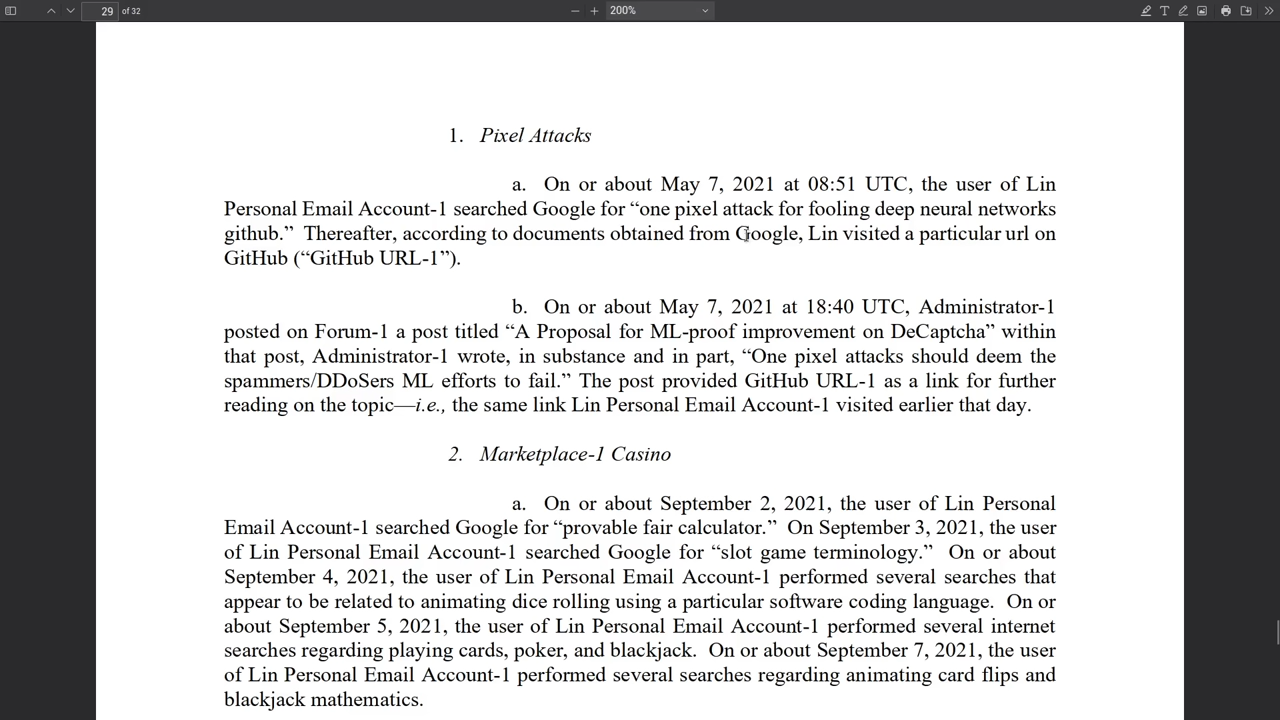 29 of 32
200%
1. Pixel Attacks
a. On or about May 7, 2021 at 08:51 UTC, the user of Lin
Personal Email Account-1 searched Google for “one pixel attack for fooling deep neural networks
github.” Thereafter, according to documents obtained from Google, Lin visited a particular url on
GitHub (“GitHub URL-1”).
b. On or about May 7, 2021 at 18:40 UTC, Administrator-1
posted on Forum-1 a post titled “A Proposal for ML-proof improvement on DeCaptcha” within
that post, Administrator-1 wrote, in substance and in part, “One pixel attacks should deem the
spammers/DDoSers ML efforts to fail.” The post provided GitHub URL-1 as a link for further
reading on the topic—i.e., the same link Lin Personal Email Account-1 visited earlier that day.
2. Marketplace-1 Casino
a. On or about September 2, 2021, the user of Lin Personal
Email Account-1 searched Google for “provable fair calculator.” On September 3, 2021, the user
of Lin Personal Email Account-1 searched Google for “slot game terminology.” On or about
September 4, 2021, the user of Lin Personal Email Account-1 performed several searches that
appear to be related to animating dice rolling using a particular software coding language. On or
about September 5, 2021, the user of Lin Personal Email Account-1 performed several internet
searches regarding playing cards, poker, and blackjack. On or about September 7, 2021, the user
of Lin Personal Email Account-1 performed several searches regarding animating card flips and
blackjack mathematics.